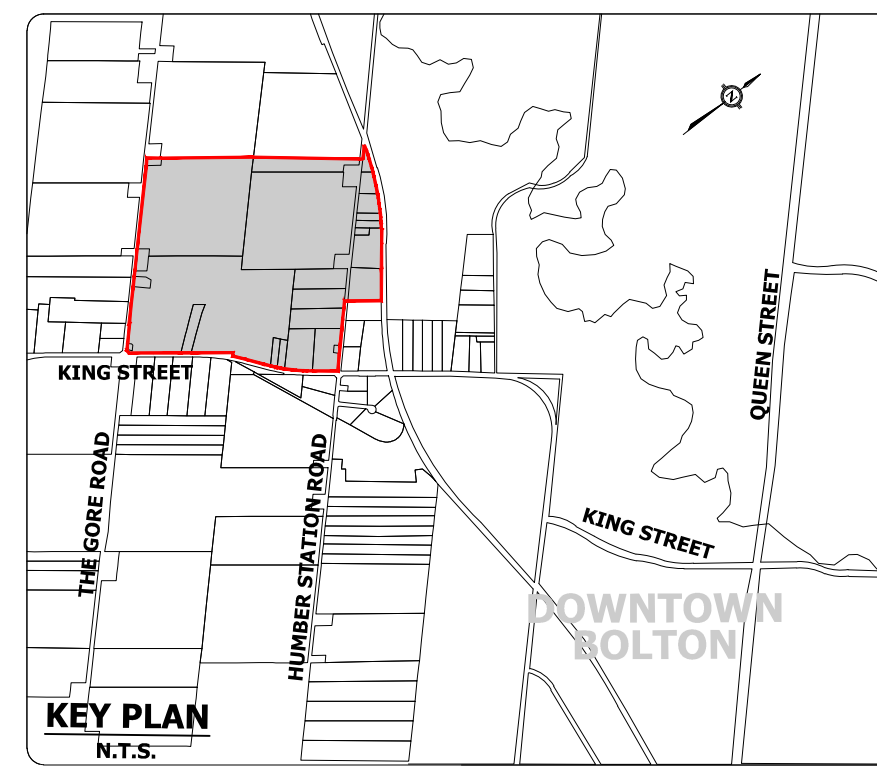 N
QUEEN STREET
KING STREET
THE GORE ROAD
HUMBER STATION ROAD
KING STREET
DOWNTOWN
BOLTON
KEY PLAN
N.T.S.